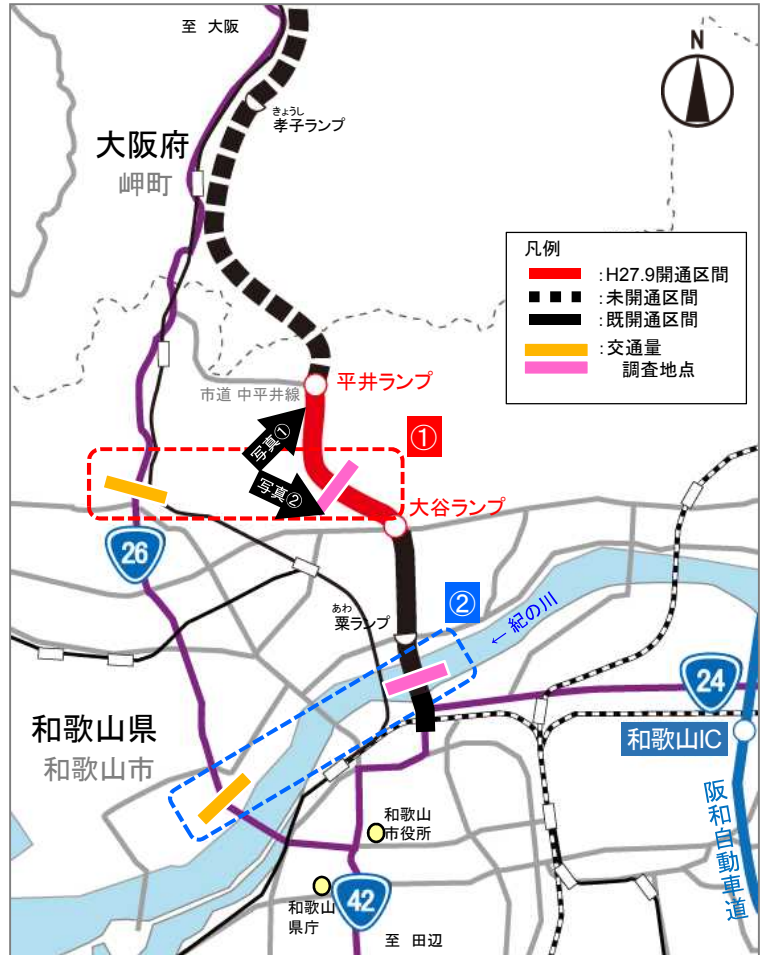 至 大阪
N
きょうし
孝子ランプ
大阪府
岬町
凡例
:H27.9開通区間
:未開通区間
:既開通区間
:交通量
調査地点
市道 中平井線
平井ランプ
写真①
①
写真②
大谷ランプ
26
②
あわ
粟ランプ
← 紀の川
24
和歌山県
和歌山市
和歌山IC
阪和自動車道
和歌山
市役所
和歌山
県庁
42
至 田辺